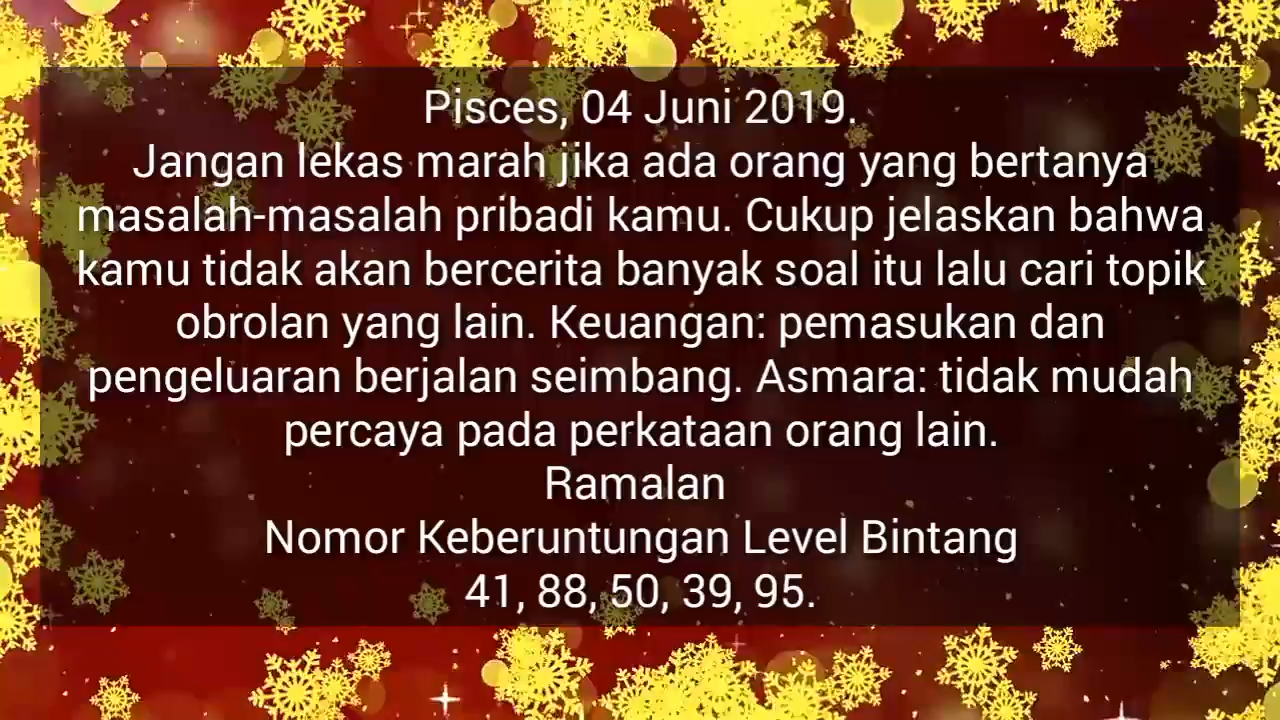 Pisces, 04 Juni 2019.
Jangan lekas marah jika ada orang yang bertanya
masalah-masalah pribadi kamu. Cukup jelaskan bahwa
kamu tidak akan bercerita banyak soal itu lalu cari topik
obrolan yang lain. Keuangan: pemasukan dan
pengeluaran berjalan seimbang. Asmara: tidak mudah
percaya pada perkataan orang lain.
Ramalan
Nomor Keberuntungan Level Bintang
41, 88, 50, 39, 95.